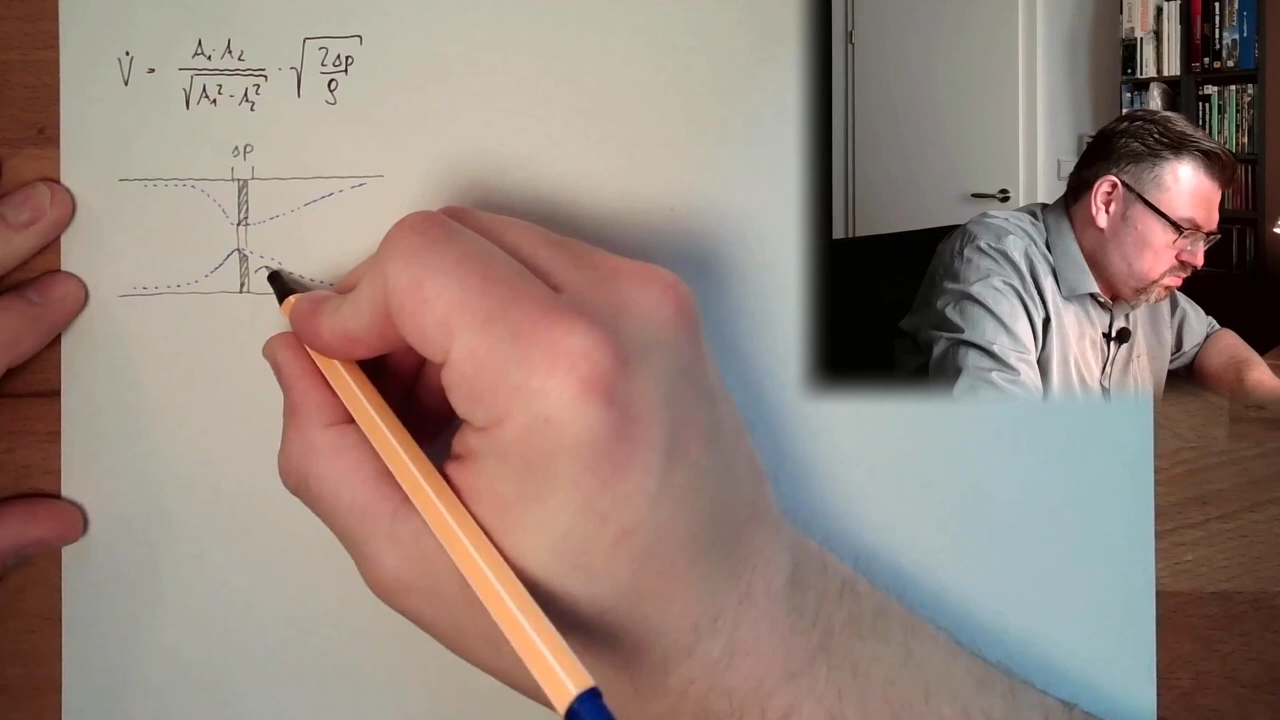 V̇ = A₁·A₂ / √(A₁² - A₂²) · √(2Δp / ρ)
Δp